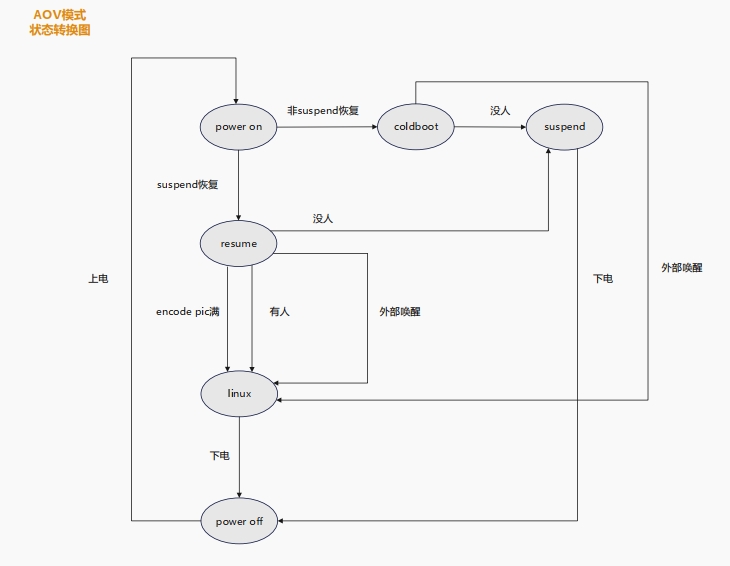 AOV模式
状态转换图
非suspend恢复
没人
power on
coldboot
suspend
suspend恢复
没人
resume
外部唤醒
上电
下电
encode pic满
有人
外部唤醒
linux
下电
power off